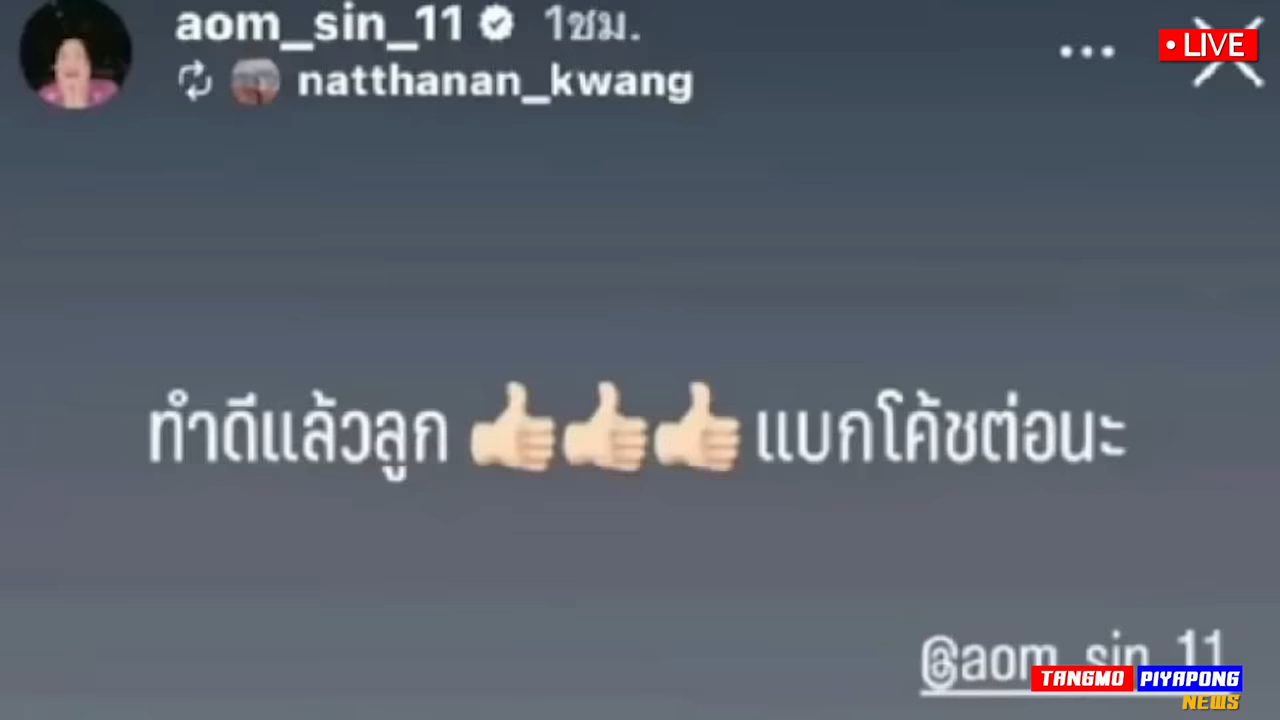 aom_sin_11 1ชม.
LIVE
natthanan_kwang
ทำดีแล้วลูก 👍🏻👍🏻👍🏻 แบกโค้ชต่อนะ
@aom_sin_11
TANGMO PIYAPONG
NEWS